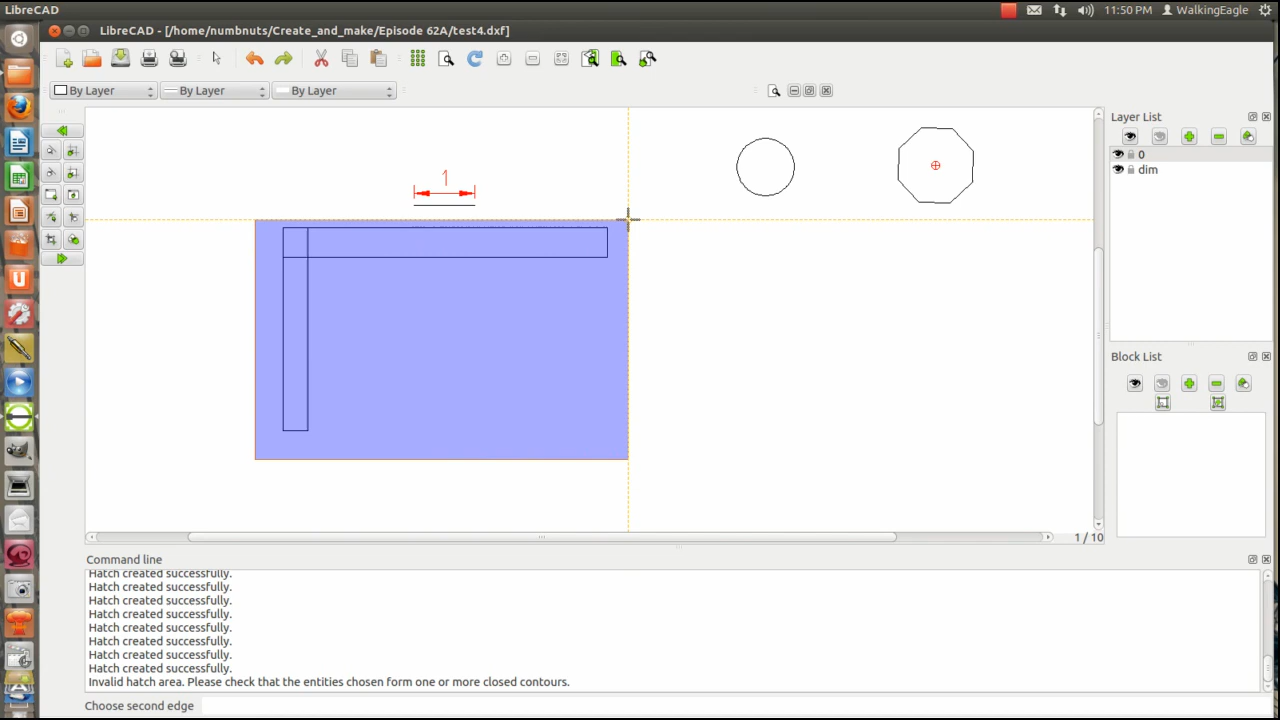 LibreCAD
11:50 PM
WalkingEagle
LibreCAD - [/home/numbnuts/Create_and_make/Episode 62A/test4.dxf]
By Layer
By Layer
By Layer
Layer List
0
dim
1
Block List
1 / 10
Command line
Hatch created successfully.
Hatch created successfully.
Hatch created successfully.
Hatch created successfully.
Hatch created successfully.
Hatch created successfully.
Hatch created successfully.
Hatch created successfully.
Invalid hatch area. Please check that the entities chosen form one or more closed contours.
Choose second edge